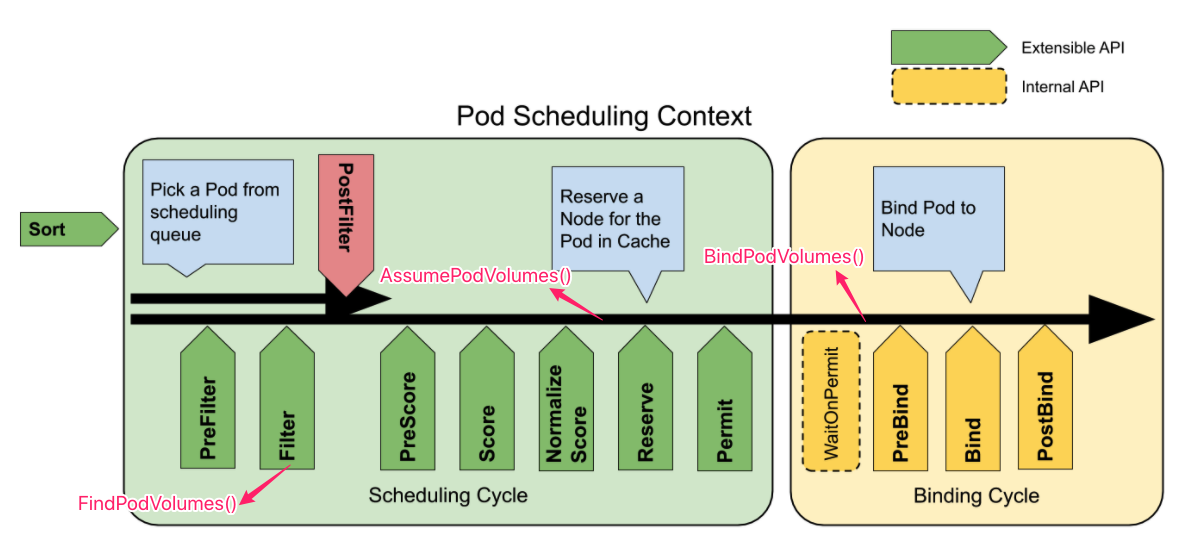 Extensible API
Internal API
Pod Scheduling Context
Sort
Pick a Pod from
scheduling
queue
PostFilter
Reserve a
Node for the
Pod in Cache
Bind Pod to
Node
AssumePodVolumes()
BindPodVolumes()
PreFilter
Filter
PreScore
Score
Normalize
Score
Reserve
Permit
WaitOnPermit
PreBind
Bind
PostBind
FindPodVolumes()
Scheduling Cycle
Binding Cycle